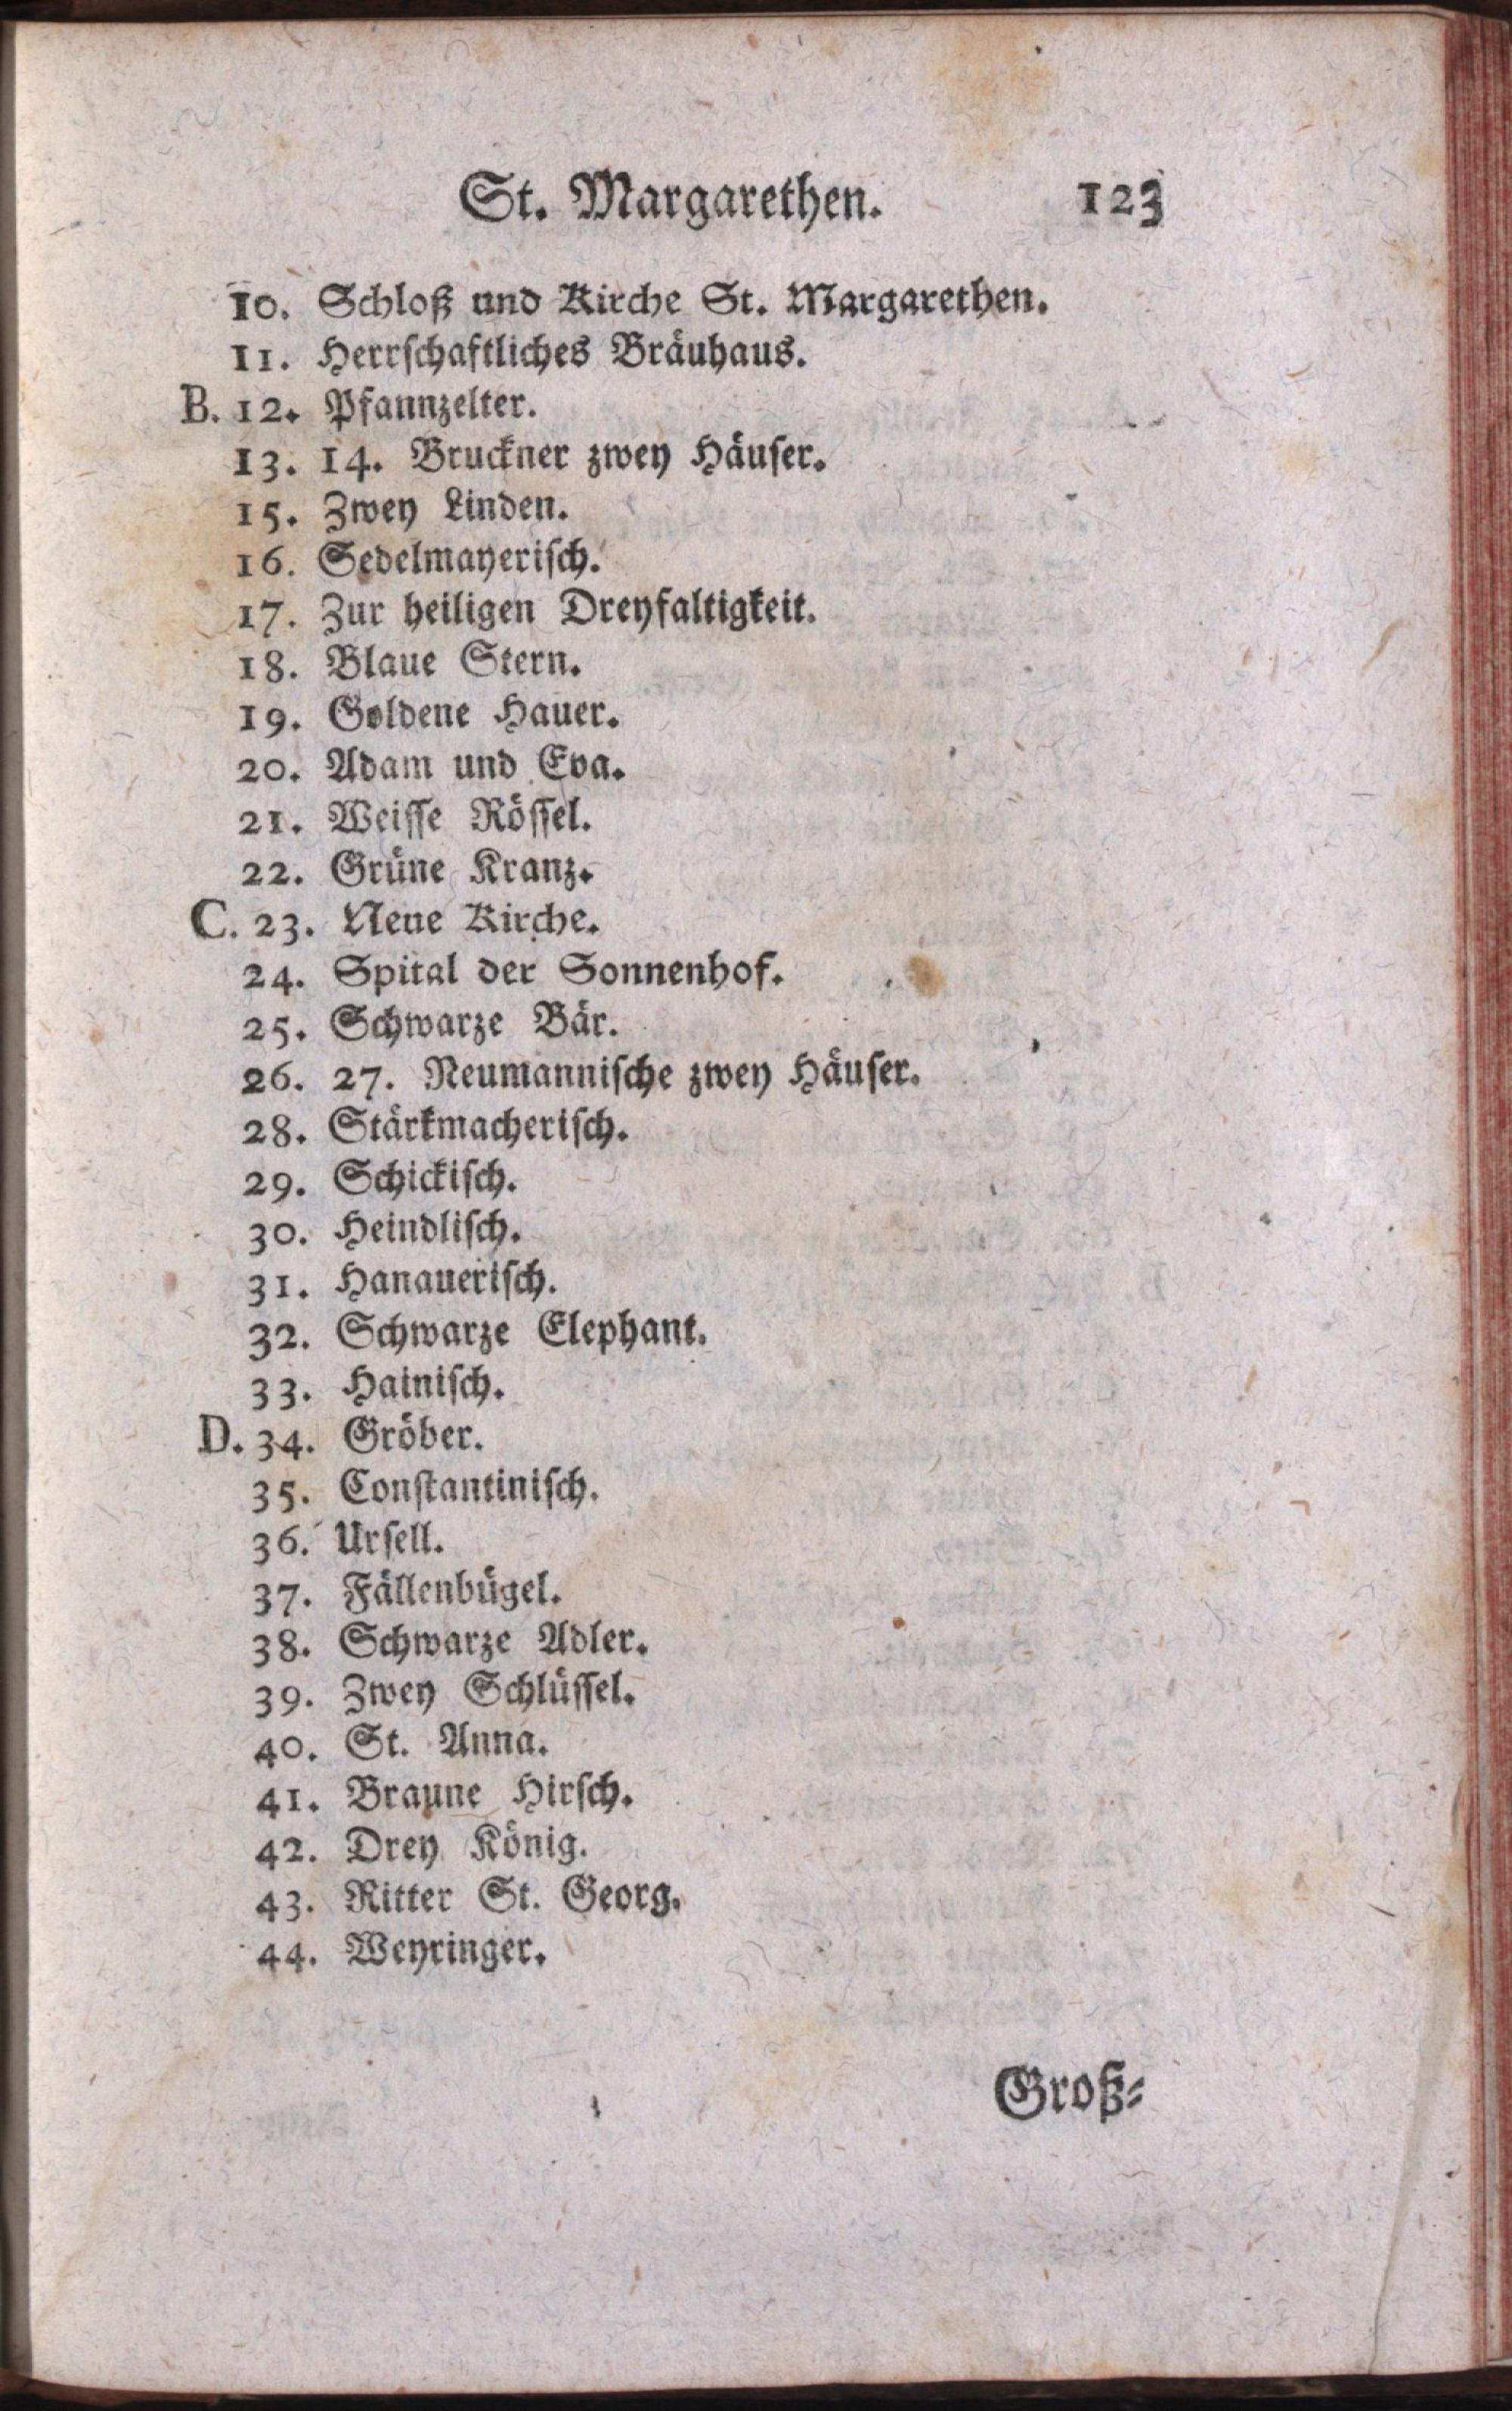 St. Margarethen. 123
10. Schloß und Kirche St. Margarethen.
11. Herrſchaftliches Bräuhaus.
B. 12. Pfannzelter.
13. 14. Bruckner zwey Häuſer.
15. Zwey Linden.
16. Sedelmayeriſch.
17. Zur heiligen Dreyfaltigkeit.
18. Blaue Stern.
19. Goldene Hauer.
20. Adam und Eva.
21. Weiſſe Röſſel.
22. Grüne Kranz.
C. 23. Neue Kirche.
24. Spital der Sonnenhof.
25. Schwarze Bär.
26. 27. Neumanniſche zwey Häuſer.
28. Stärkmacheriſch.
29. Schickiſch.
30. Heindliſch.
31. Hanaueriſch.
32. Schwarze Elephant.
33. Hainiſch.
D. 34. Gröber.
35. Conſtantiniſch.
36. Urſell.
37. Fällenbügel.
38. Schwarze Adler.
39. Zwey Schlüſſel.
40. St. Anna.
41. Braune Hirſch.
42. Drey König.
43. Ritter St. Georg.
44. Weyringer.
Groß-